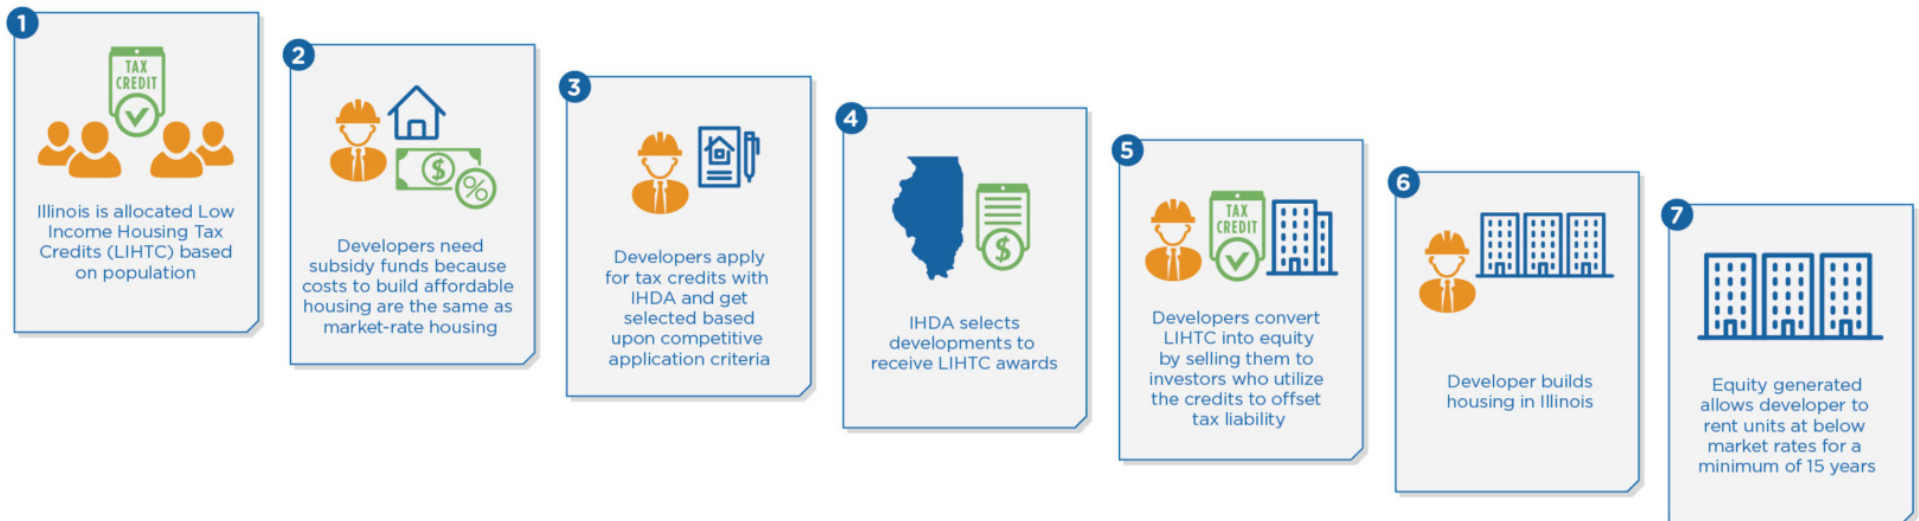 1
TAX
CREDIT
Illinois is allocated Low
Income Housing Tax
Credits (LIHTC) based
on population
2
$
%
Developers need
subsidy funds because
costs to build affordable
housing are the same as
market-rate housing
3
Developers apply
for tax credits with
IHDA and get
selected based
upon competitive
application criteria
4
$
IHDA selects
developments to
receive LIHTC awards
5
TAX
CREDIT
Developers convert
LIHTC into equity
by selling them to
investors who utilize
the credits to offset
tax liability
6
Developer builds
housing in Illinois
7
Equity generated
allows developer to
rent units at below
market rates for a
minimum of 15 years